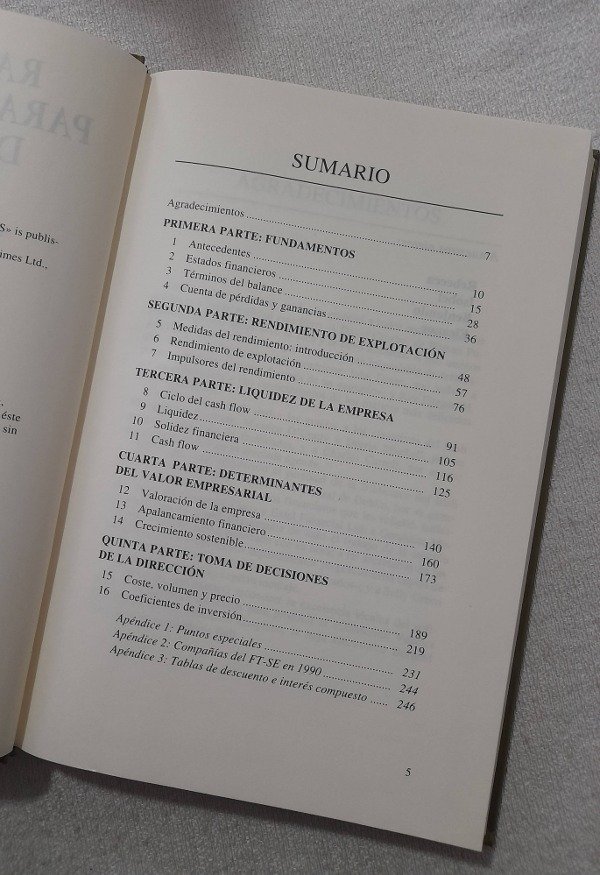 S» is publis-
imes Ltd.,
éste
sin
SUMARIO
Agradecimientos ........ 7
PRIMERA PARTE: FUNDAMENTOS
1 Antecedentes ........ 10
2 Estados financieros ........ 15
3 Términos del balance ........ 28
4 Cuenta de pérdidas y ganancias ........ 36
SEGUNDA PARTE: RENDIMIENTO DE EXPLOTACIÓN
5 Medidas del rendimiento: introducción ........ 48
6 Rendimiento de explotación ........ 57
7 Impulsores del rendimiento ........ 76
TERCERA PARTE: LIQUIDEZ DE LA EMPRESA
8 Ciclo del cash flow ........ 91
9 Liquidez ........ 105
10 Solidez financiera ........ 116
11 Cash flow ........ 125
CUARTA PARTE: DETERMINANTES
DEL VALOR EMPRESARIAL
12 Valoración de la empresa ........ 140
13 Apalancamiento financiero ........ 160
14 Crecimiento sostenible ........ 173
QUINTA PARTE: TOMA DE DECISIONES
DE LA DIRECCIÓN
15 Coste, volumen y precio ........ 189
16 Coeficientes de inversión ........ 219
Apéndice 1: Puntos especiales ........ 231
Apéndice 2: Compañías del FT-SE en 1990 ........ 244
Apéndice 3: Tablas de descuento e interés compuesto ........ 246
5